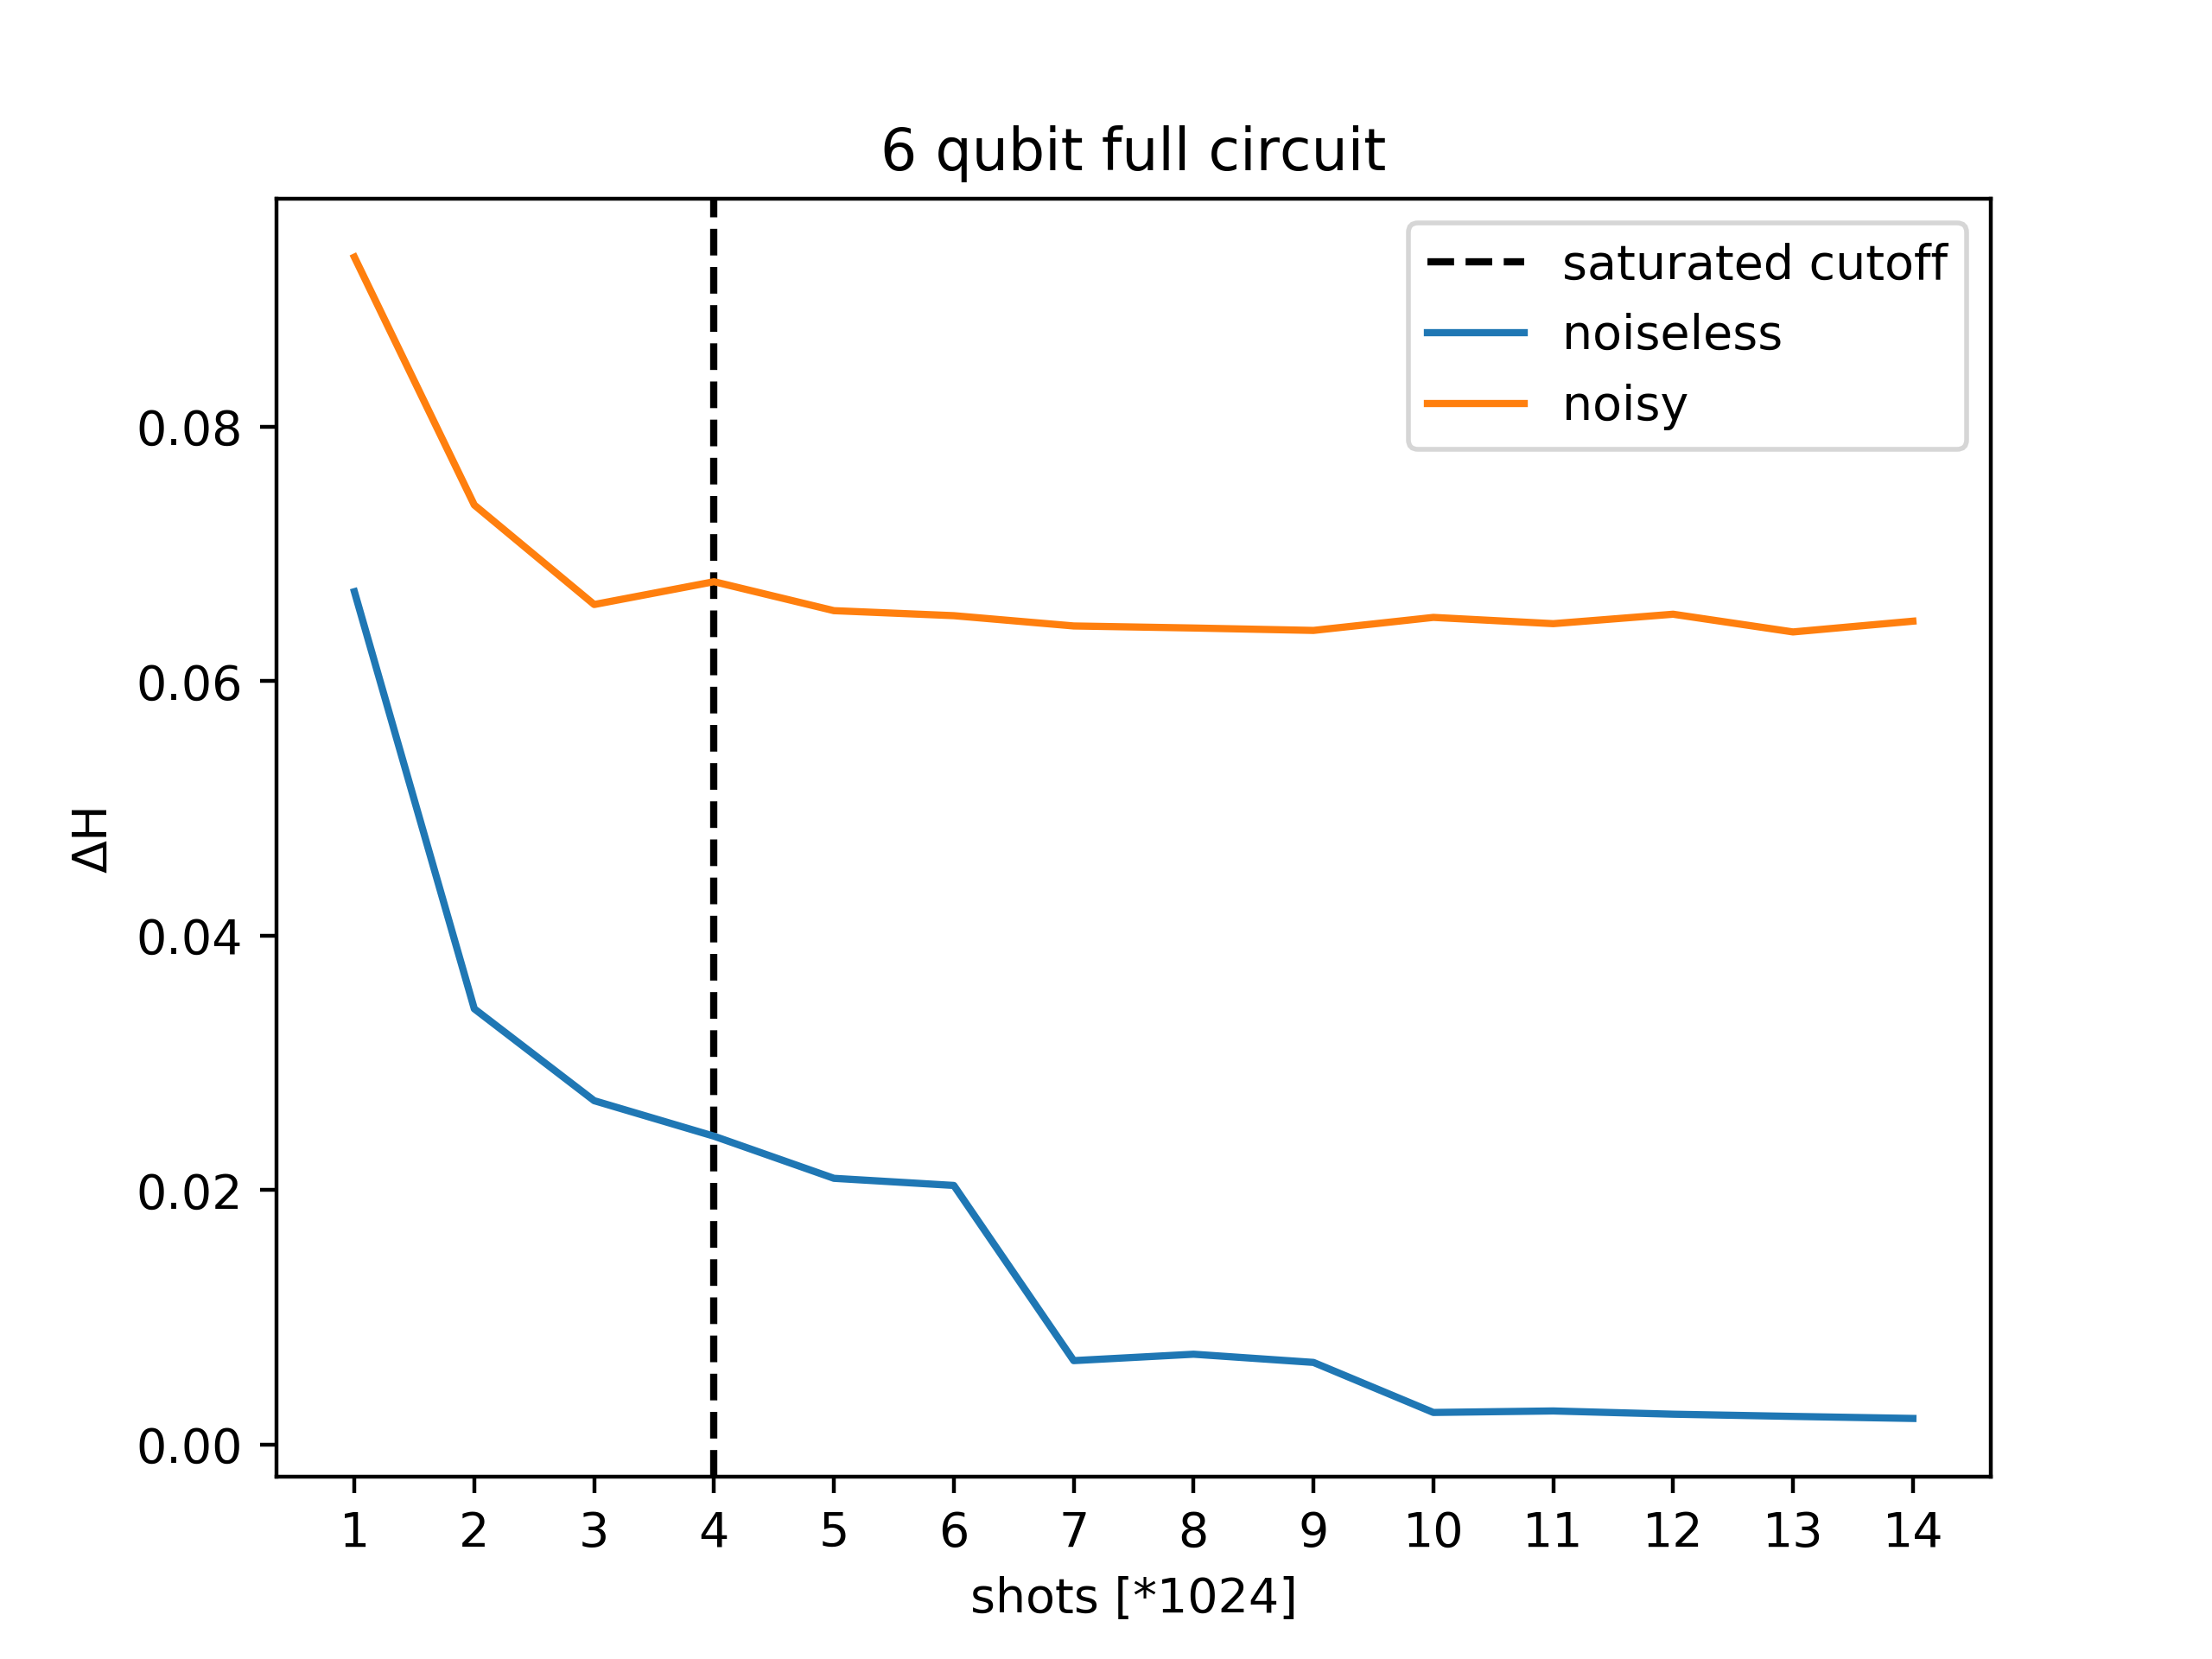 6 qubit full circuit
saturated cutoff
noiseless
noisy
0.08
0.06
0.04
0.02
0.00
ΔH
1 2 3 4 5 6 7 8 9 10 11 12 13 14
shots [*1024]